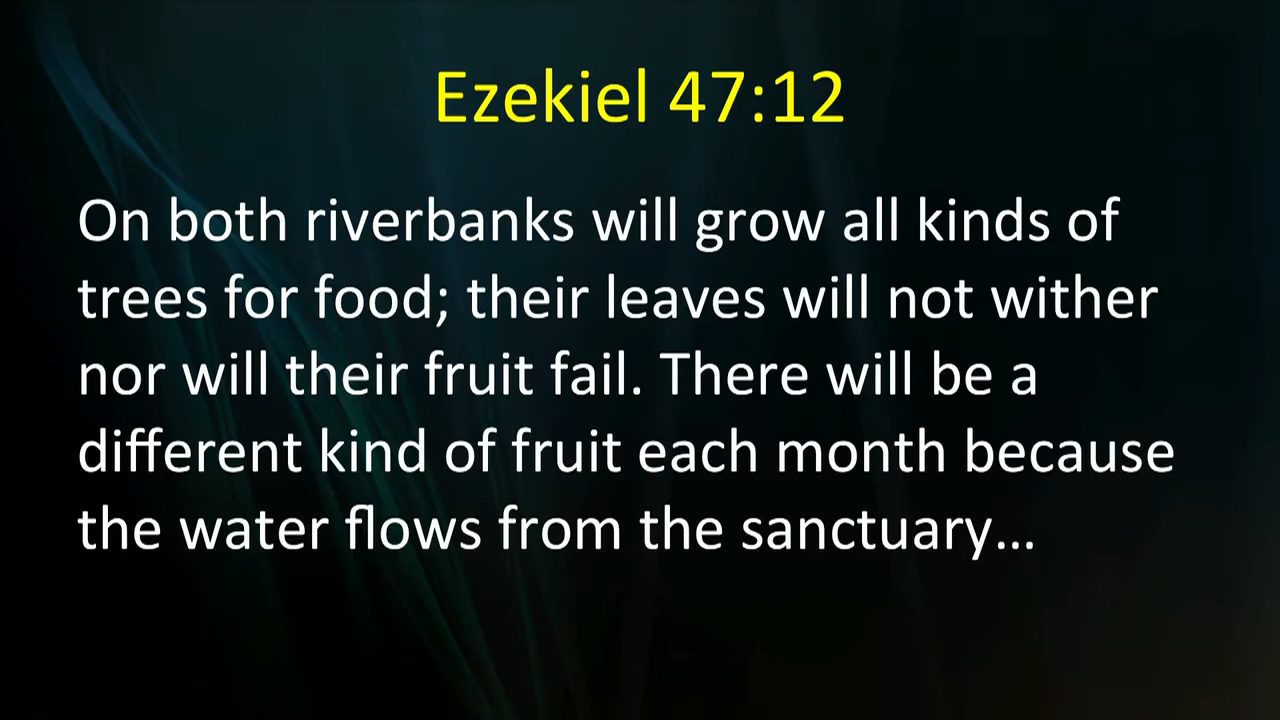 Ezekiel 47:12
On both riverbanks will grow all kinds of
trees for food; their leaves will not wither
nor will their fruit fail. There will be a
different kind of fruit each month because
the water flows from the sanctuary…